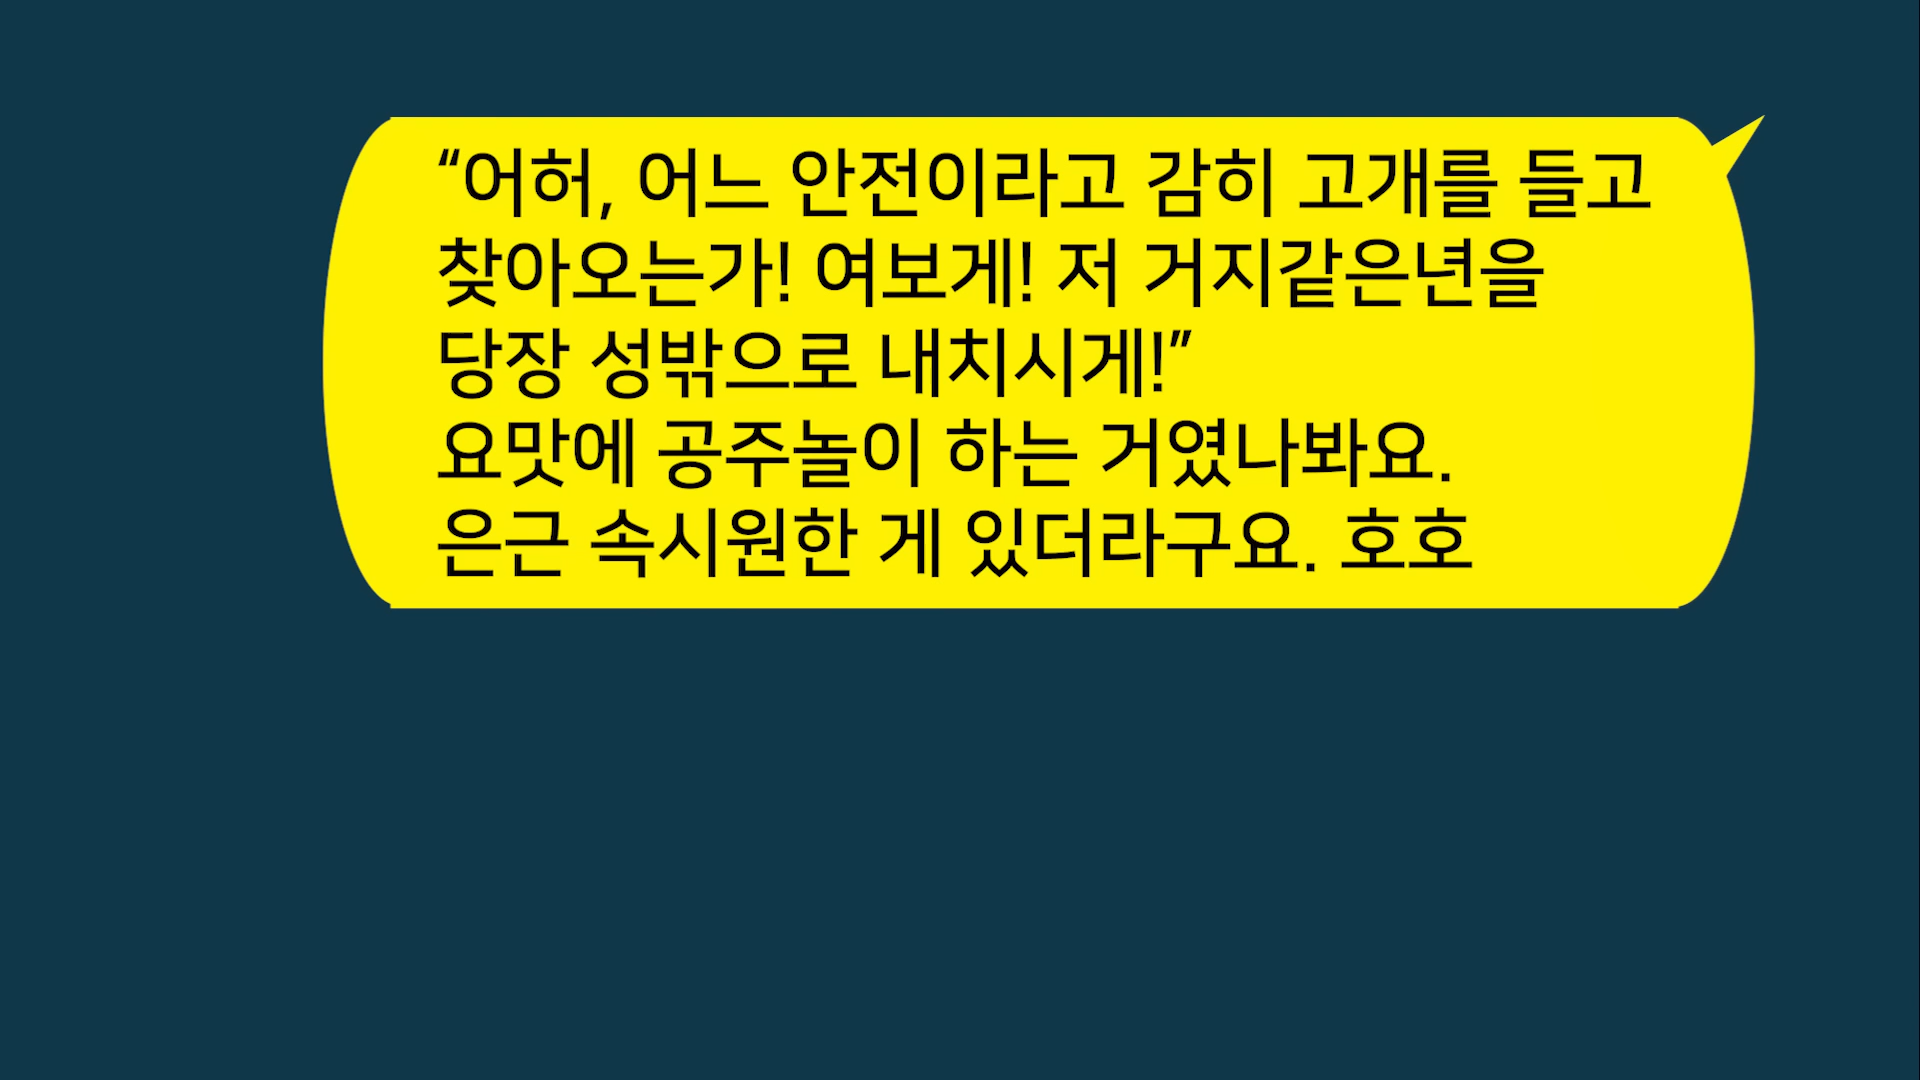 “어허, 어느 안전이라고 감히 고개를 들고
찾아오는가! 여보게! 저 거지같은년을
당장 성밖으로 내치시게!”
요맛에 공주놀이 하는 거였나봐요.
은근 속시원한 게 있더라구요. 호호